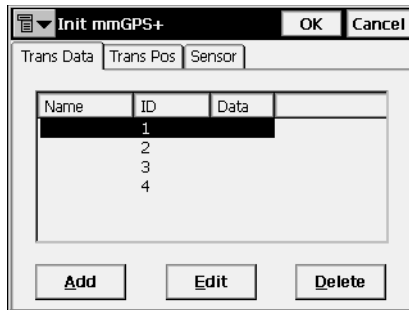 Init mmGPS+ OK Cancel
Trans Data Trans Pos Sensor
Name ID Data
1
2
3
4
Add Edit Delete